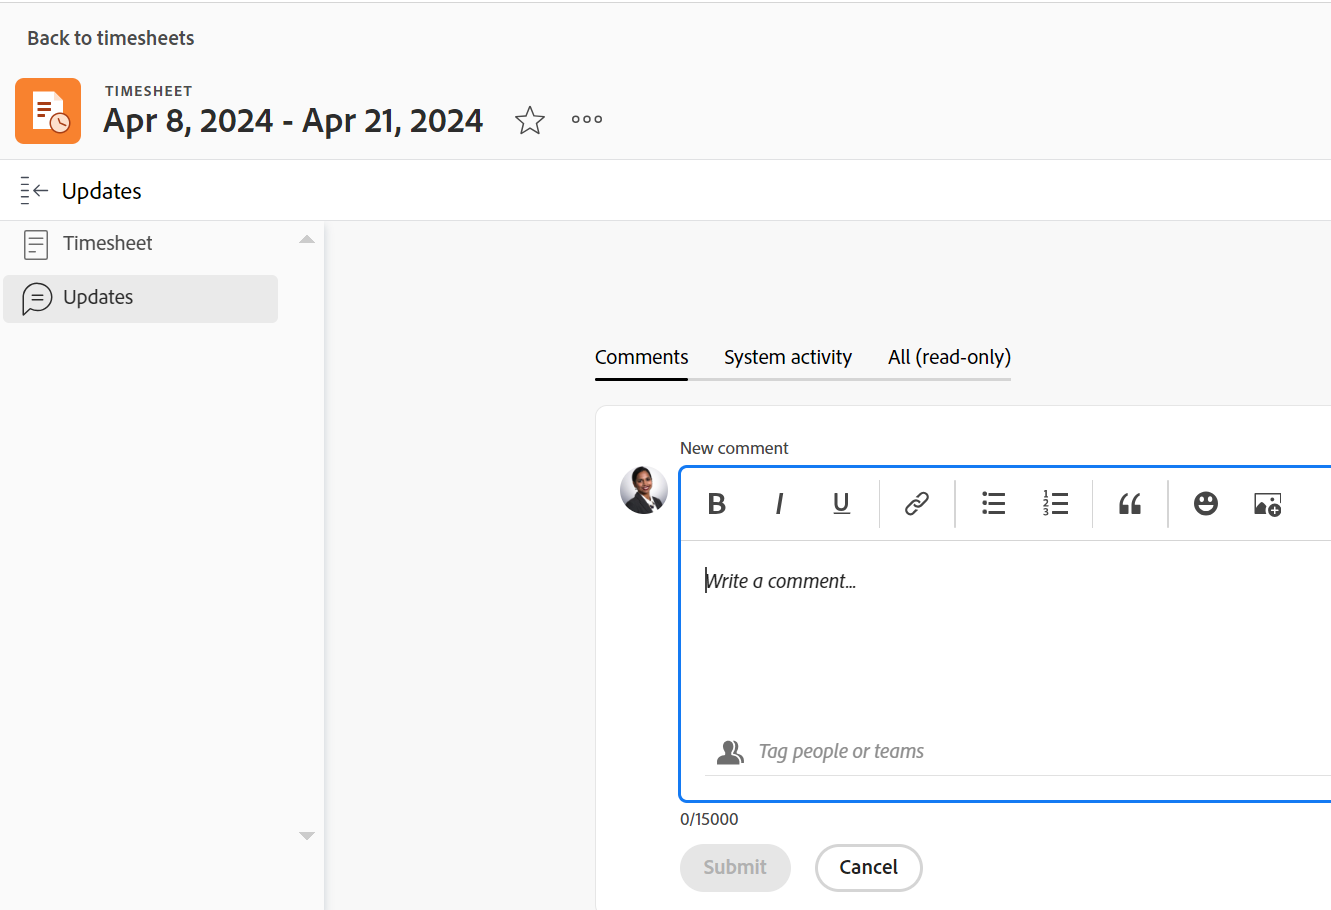 Back to timesheets
TIMESHEET
Apr 8, 2024 - Apr 21, 2024
Updates
Timesheet
Updates
Comments System activity All (read-only)
New comment
B I U
Write a comment...
Tag people or teams
0/15000
Submit Cancel